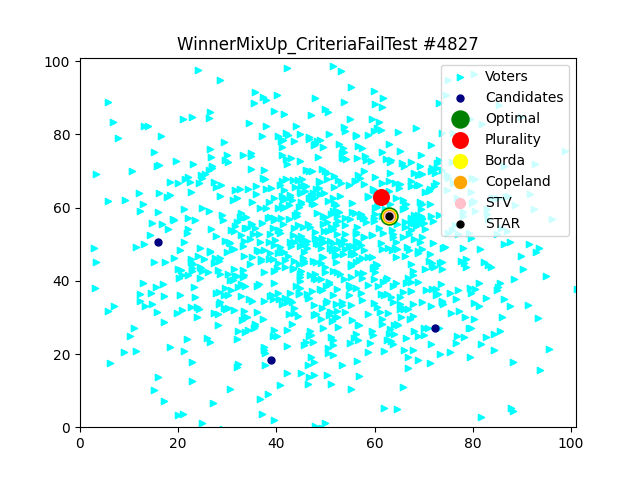 WinnerMixUp_CriteriaFailTest #4827
100
80
60
40
20
0
0
20
40
60
80
100
Voters
Candidates
Optimal
Plurality
Borda
Copeland
STV
STAR